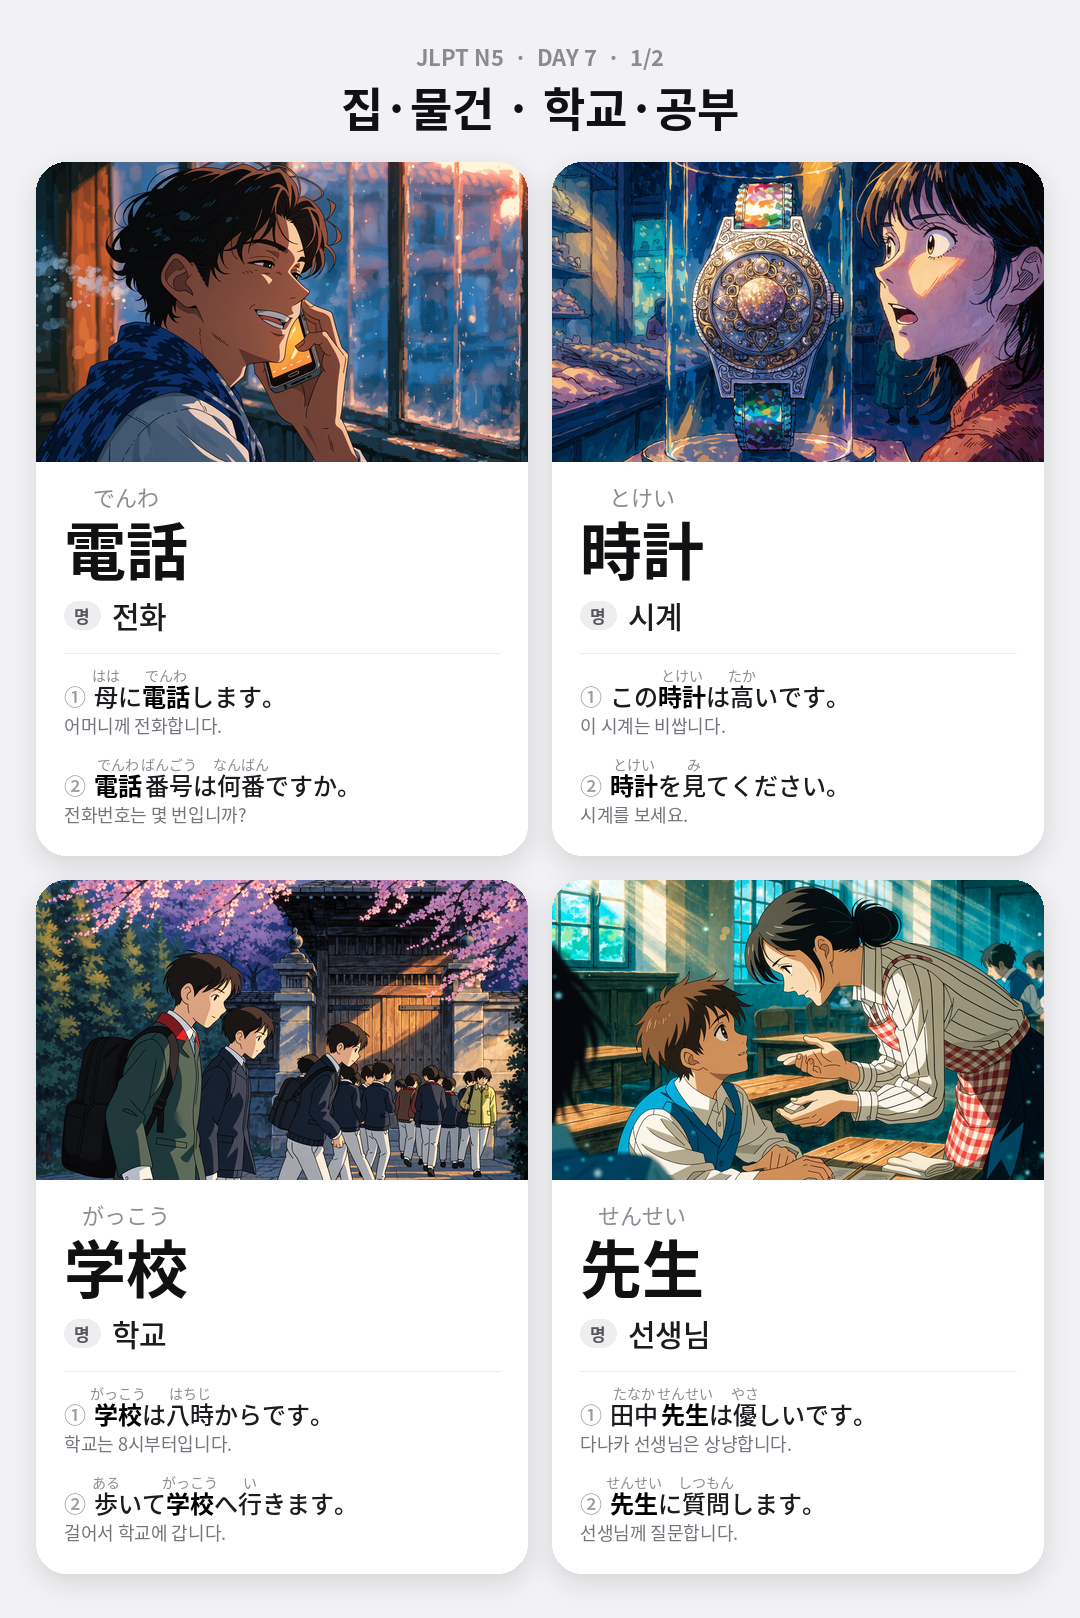 JLPT N5 · DAY 7 · 1/2
집·물건 · 학교·공부
でんわ
電話
명 전화
はは でんわ
① 母に電話します。
어머니께 전화합니다.
でんわ ばんごう なんばん
② 電話番号は何番ですか。
전화번호는 몇 번입니까?
とけい
時計
명 시계
とけい たか
① この時計は高いです。
이 시계는 비쌉니다.
とけい み
② 時計を見てください。
시계를 보세요.
がっこう
学校
명 학교
がっこう はちじ
① 学校は八時からです。
학교는 8시부터입니다.
ある がっこう い
② 歩いて学校へ行きます。
걸어서 학교에 갑니다.
せんせい
先生
명 선생님
たなか せんせい やさ
① 田中先生は優しいです。
다나카 선생님은 상냥합니다.
せんせい しつもん
② 先生に質問します。
선생님께 질문합니다.